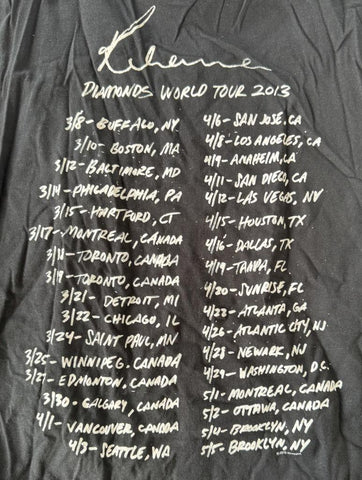 Rihanna
DIAMONDS WORLD TOUR 2013
3/8 - BUFFALO, NY
3/10 - BOSTON, MA
3/12 - BALTIMORE, MD
3/14 - PHILADELPHIA, PA
3/15 - HARTFORD, CT
3/17 - MONTREAL, CANADA
3/18 - TORONTO, CANADA
3/19 - TORONTO, CANADA
3/21 - DETROIT, MI
3/22 - CHICAGO, IL
3/24 - SAINT PAUL, MN
3/25 - WINNIPEG, CANADA
3/27 - EDMONTON, CANADA
3/30 - CALGARY, CANADA
4/1 - VANCOUVER, CANADA
4/3 - SEATTLE, WA
4/6 - SAN JOSE, CA
4/8 - LOS ANGELES, CA
4/9 - ANAHEIM, CA
4/11 - SAN DIEGO, CA
4/12 - LAS VEGAS, NV
4/15 - HOUSTON, TX
4/16 - DALLAS, TX
4/19 - TAMPA, FL
4/20 - SUNRISE, FL
4/22 - ATLANTA, GA
4/26 - ATLANTIC CITY, NJ
4/28 - NEWARK, NJ
4/29 - WASHINGTON, D.C.
5/1 - MONTREAL, CANADA
5/2 - OTTAWA, CANADA
5/4 - BROOKLYN, NY
5/5 - BROOKLYN, NY